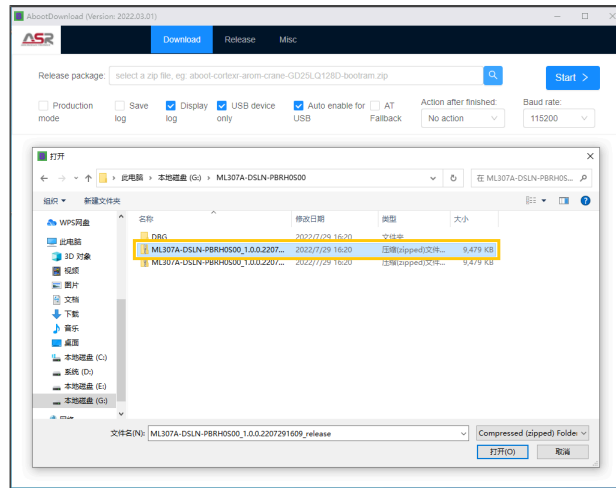 AbootDownload (Version: 2022.03.01)
ASR Download Release Misc
Release package: select a zip file, eg. aboot-cortexr-arom-crane-GD25LQ128D-bootram.zip Start >
Production mode Save log Display log USB device only Auto enable for USB AT Fallback Action after finished: No action Baud rate: 115200
打开
此电脑 › 本地磁盘 (G:) › ML307A-DSLN-PBRH0S00 在 ML307A-DSLN-PBRH0S...
组织 新建文件夹
WPS网盘
此电脑
3D 对象
视频
图片
文档
下载
音乐
桌面
本地磁盘 (C:)
系统 (D:)
本地磁盘 (E:)
本地磁盘 (G:)
名称 修改日期 类型 大小
DBG 2022/7/29 16:20 文件夹
ML307A-DSLN-PBRH0S00_1.0.0.2207... 2022/7/29 16:20 压缩(zipped)文件... 9,479 KB
ML307A-DSLN-PBRH0S00_1.0.0.2207... 2022/7/29 16:20 压缩(zipped)文件... 9,479 KB
文件名(N): ML307A-DSLN-PBRH0S00_1.0.0.2207291609_release Compressed (zipped) Folder
打开(O) 取消